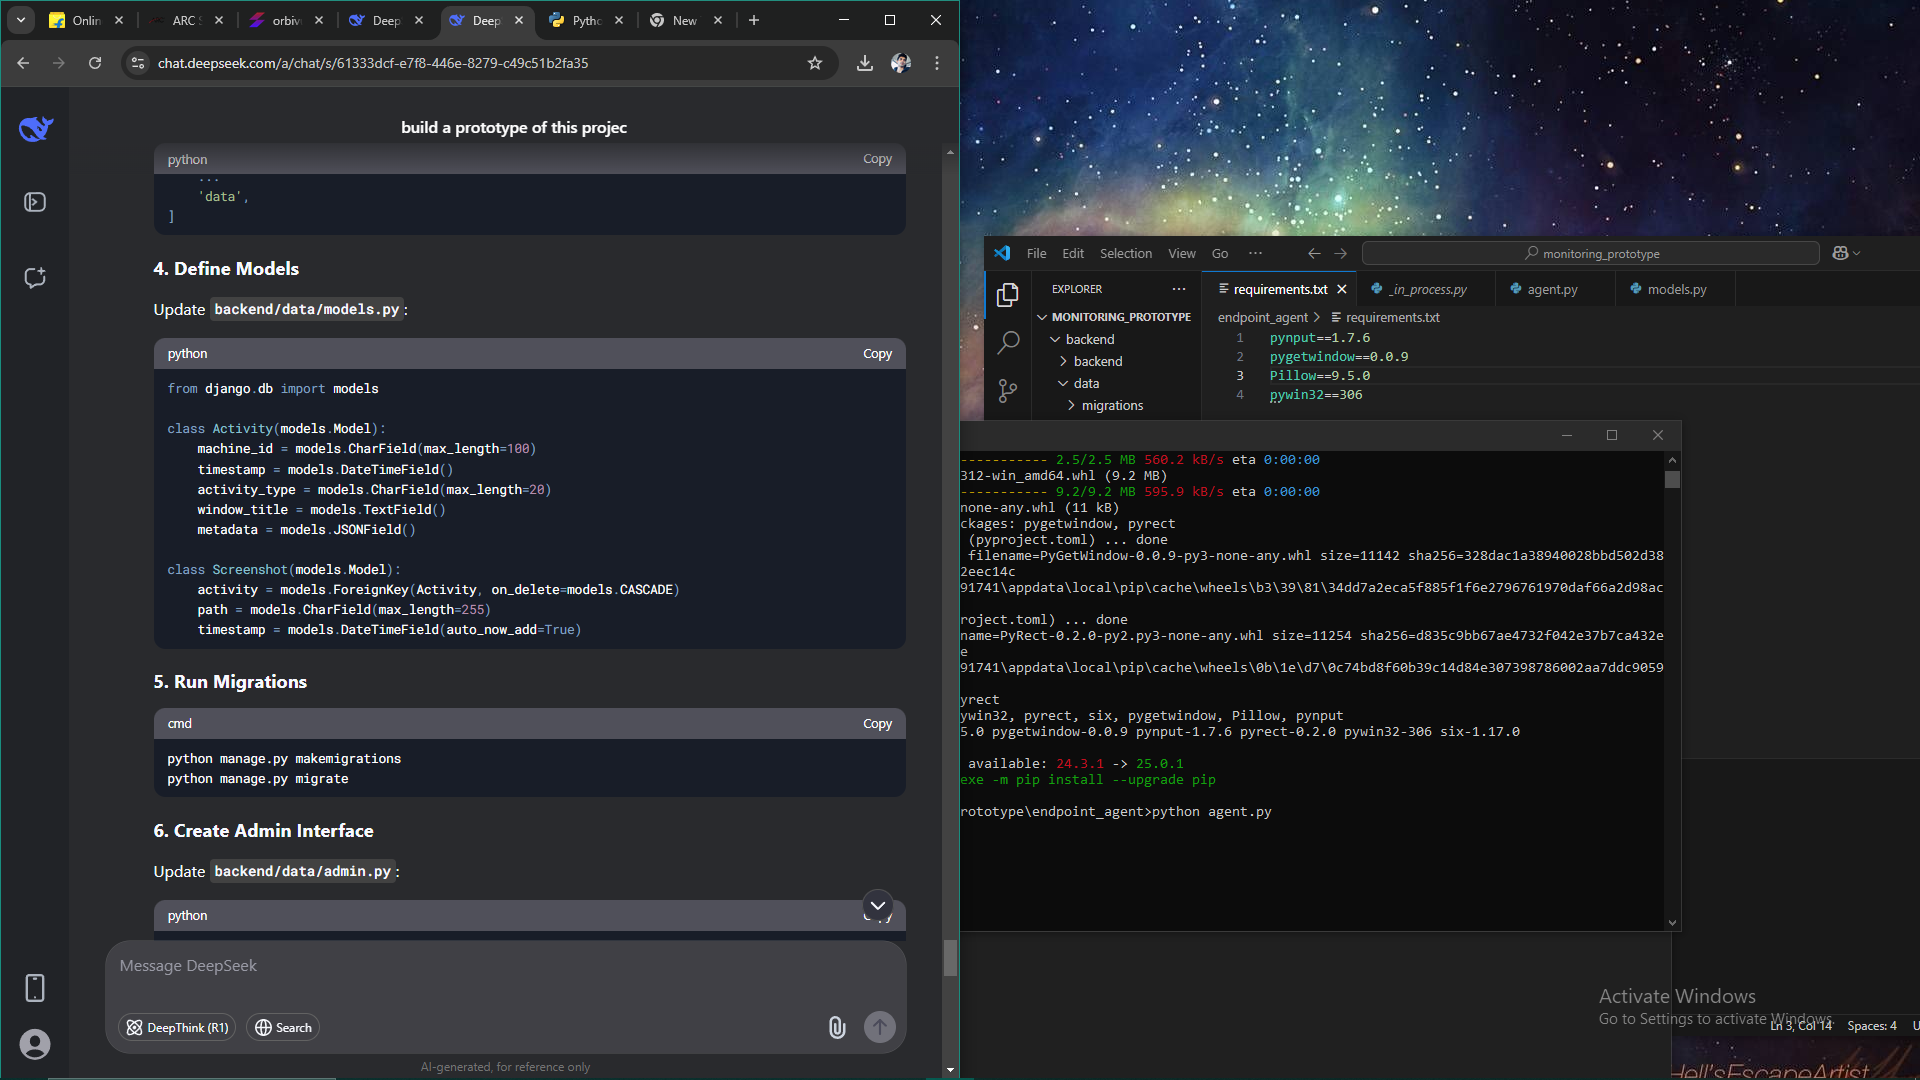 Onlin
ARC S
orbiv
Deep
Deep
Pytho
New
chat.deepseek.com/a/chat/s/61333dcf-e7f8-446e-8279-c49c51b2fa35
build a prototype of this projec
python
Copy
...
'data',
]
4. Define Models
Update backend/data/models.py:
python
Copy
from django.db import models
class Activity(models.Model):
machine_id = models.CharField(max_length=100)
timestamp = models.DateTimeField()
activity_type = models.CharField(max_length=20)
window_title = models.TextField()
metadata = models.JSONField()
class Screenshot(models.Model):
activity = models.ForeignKey(Activity, on_delete=models.CASCADE)
path = models.CharField(max_length=255)
timestamp = models.DateTimeField(auto_now_add=True)
5. Run Migrations
cmd
Copy
python manage.py makemigrations
python manage.py migrate
6. Create Admin Interface
Update backend/data/admin.py:
python
Copy
Message DeepSeek
DeepThink (R1)
Search
AI-generated, for reference only
File Edit Selection View Go ···
monitoring_prototype
EXPLORER ···
MONITORING_PROTOTYPE
backend
backend
data
migrations
requirements.txt
_in_process.py
agent.py
models.py
endpoint_agent > requirements.txt
1 pynput==1.7.6
2 pygetwindow==0.0.9
3 Pillow==9.5.0
4 pywin32==306
----------- 2.5/2.5 MB 560.2 kB/s eta 0:00:00
312-win_amd64.whl (9.2 MB)
----------- 9.2/9.2 MB 595.9 kB/s eta 0:00:00
none-any.whl (11 kB)
ckages: pygetwindow, pyrect
(pyproject.toml) ... done
filename=PyGetWindow-0.0.9-py3-none-any.whl size=11142 sha256=328dac1a38940028bbd502d38
2eec14c
91741\appdata\local\pip\cache\wheels\b3\39\81\34dd7a2eca5f885f1f6e2796761970daf66a2d98ac
roject.toml) ... done
name=PyRect-0.2.0-py2.py3-none-any.whl size=11254 sha256=d835c9bb67ae4732f042e37b7ca432e
e
91741\appdata\local\pip\cache\wheels\0b\1e\d7\0c74bd8f60b39c14d84e307398786002aa7ddc9059
yrect
ywin32, pyrect, six, pygetwindow, Pillow, pynput
5.0 pygetwindow-0.0.9 pynput-1.7.6 pyrect-0.2.0 pywin32-306 six-1.17.0
available: 24.3.1 -> 25.0.1
exe -m pip install --upgrade pip
rototype\endpoint_agent>python agent.py
Activate Windows
Go to Settings to activate Windows.
Ln 3, Col 14 Spaces: 4 U
Hell'sEscapeArtist